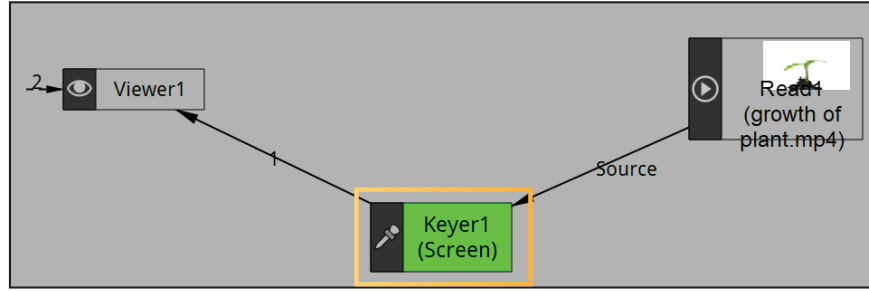 2
Viewer1
Read1
(growth of
plant.mp4)
1
Source
Keyer1
(Screen)